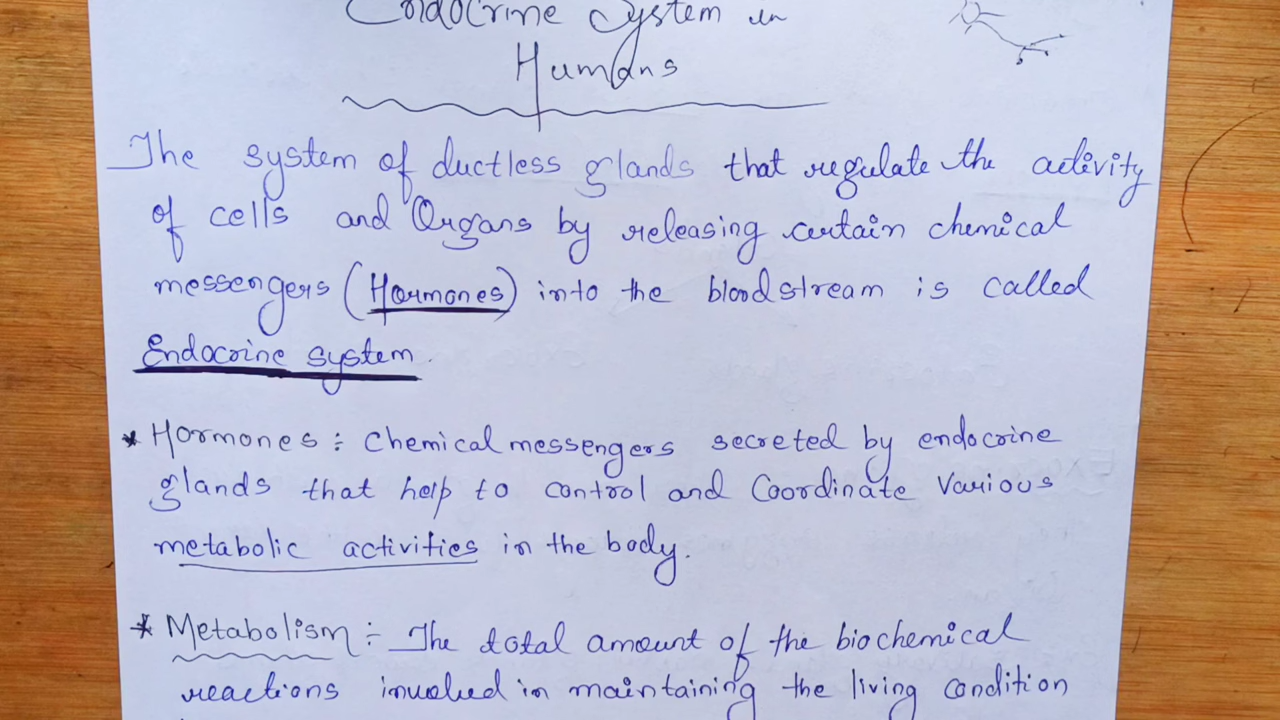 Endocrine System in
Humans
The system of ductless glands that regulate the activity
of cells and Organs by releasing certain chemical
messengers (Hormones) into the bloodstream is called
Endocrine system.
* Hormones : Chemical messengers secreted by endocrine
glands that help to control and Coordinate Various
metabolic activities in the body.
* Metabolism :- The total amount of the biochemical
reactions involved in maintaining the living condition